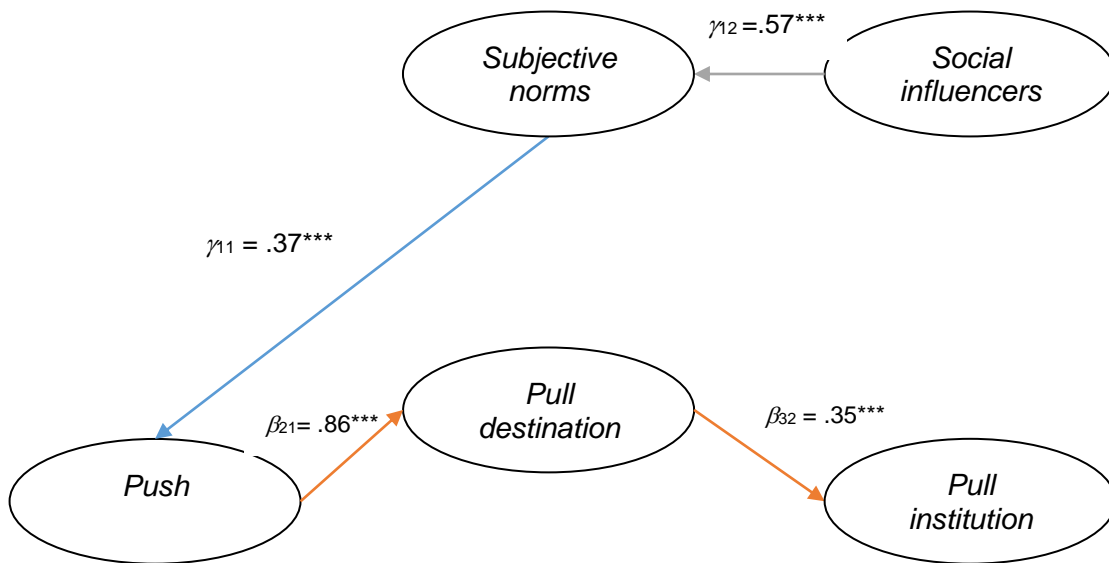 γ12 =.57***
Subjective
norms
Social
influencers
γ11 = .37***
Pull
destination
β21= .86***
β32 = .35***
Push
Pull
institution